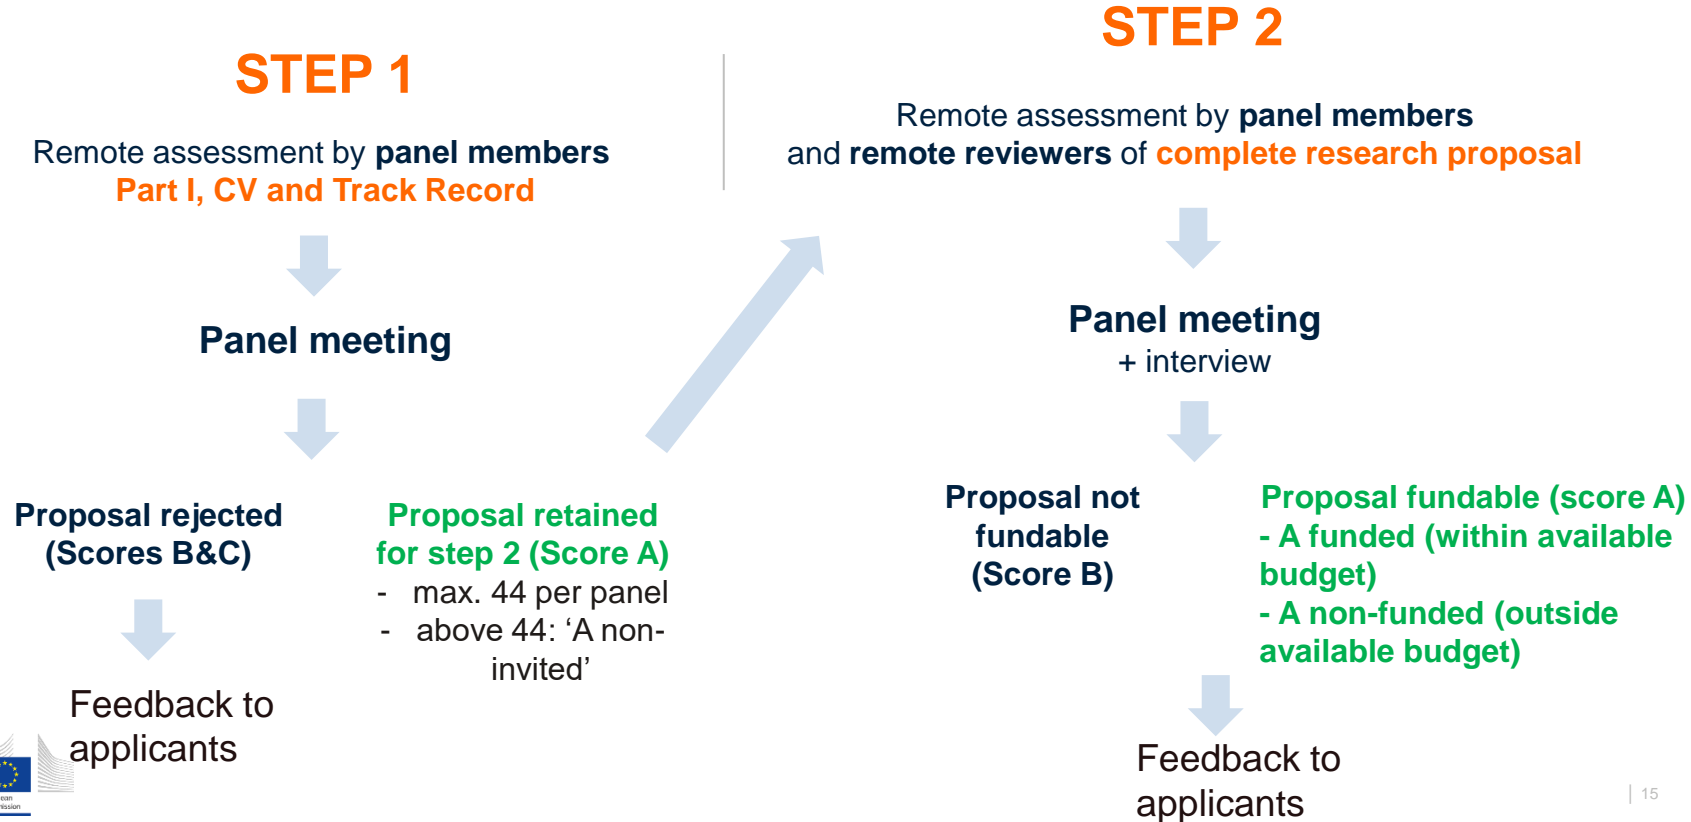 STEP 1
Remote assessment by panel members
Part I, CV and Track Record
Panel meeting
Proposal rejected
(Scores B&C)
Feedback to
applicants
Proposal retained
for step 2 (Score A)
- max. 44 per panel
- above 44: ‘A non-
invited’
STEP 2
Remote assessment by panel members
and remote reviewers of complete research proposal
Panel meeting
+ interview
Proposal not
fundable
(Score B)
Proposal fundable (score A)
- A funded (within available
budget)
- A non-funded (outside
available budget)
Feedback to
applicants
| 15